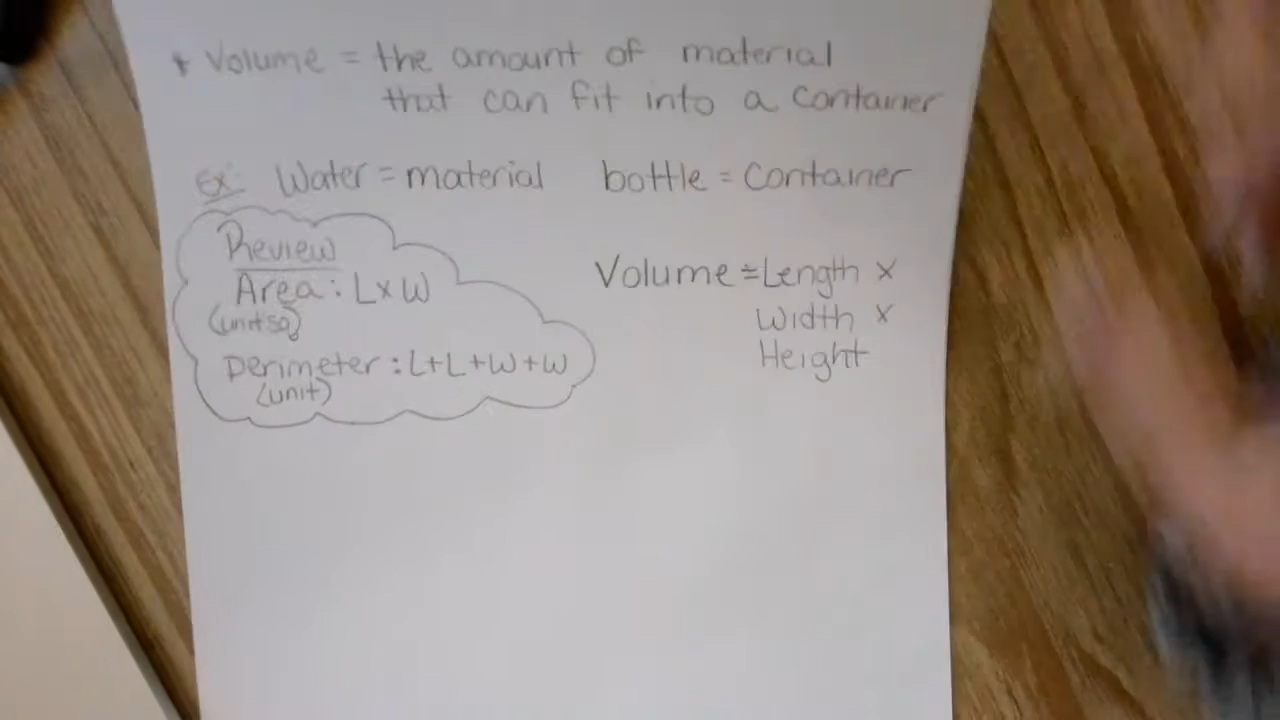 * Volume = the amount of material
that can fit into a container
Ex: Water = material bottle = container
Review
Area: L x W
(unit sq)
Perimeter: L+L+W+W
(unit)
Volume = Length x
Width x
Height